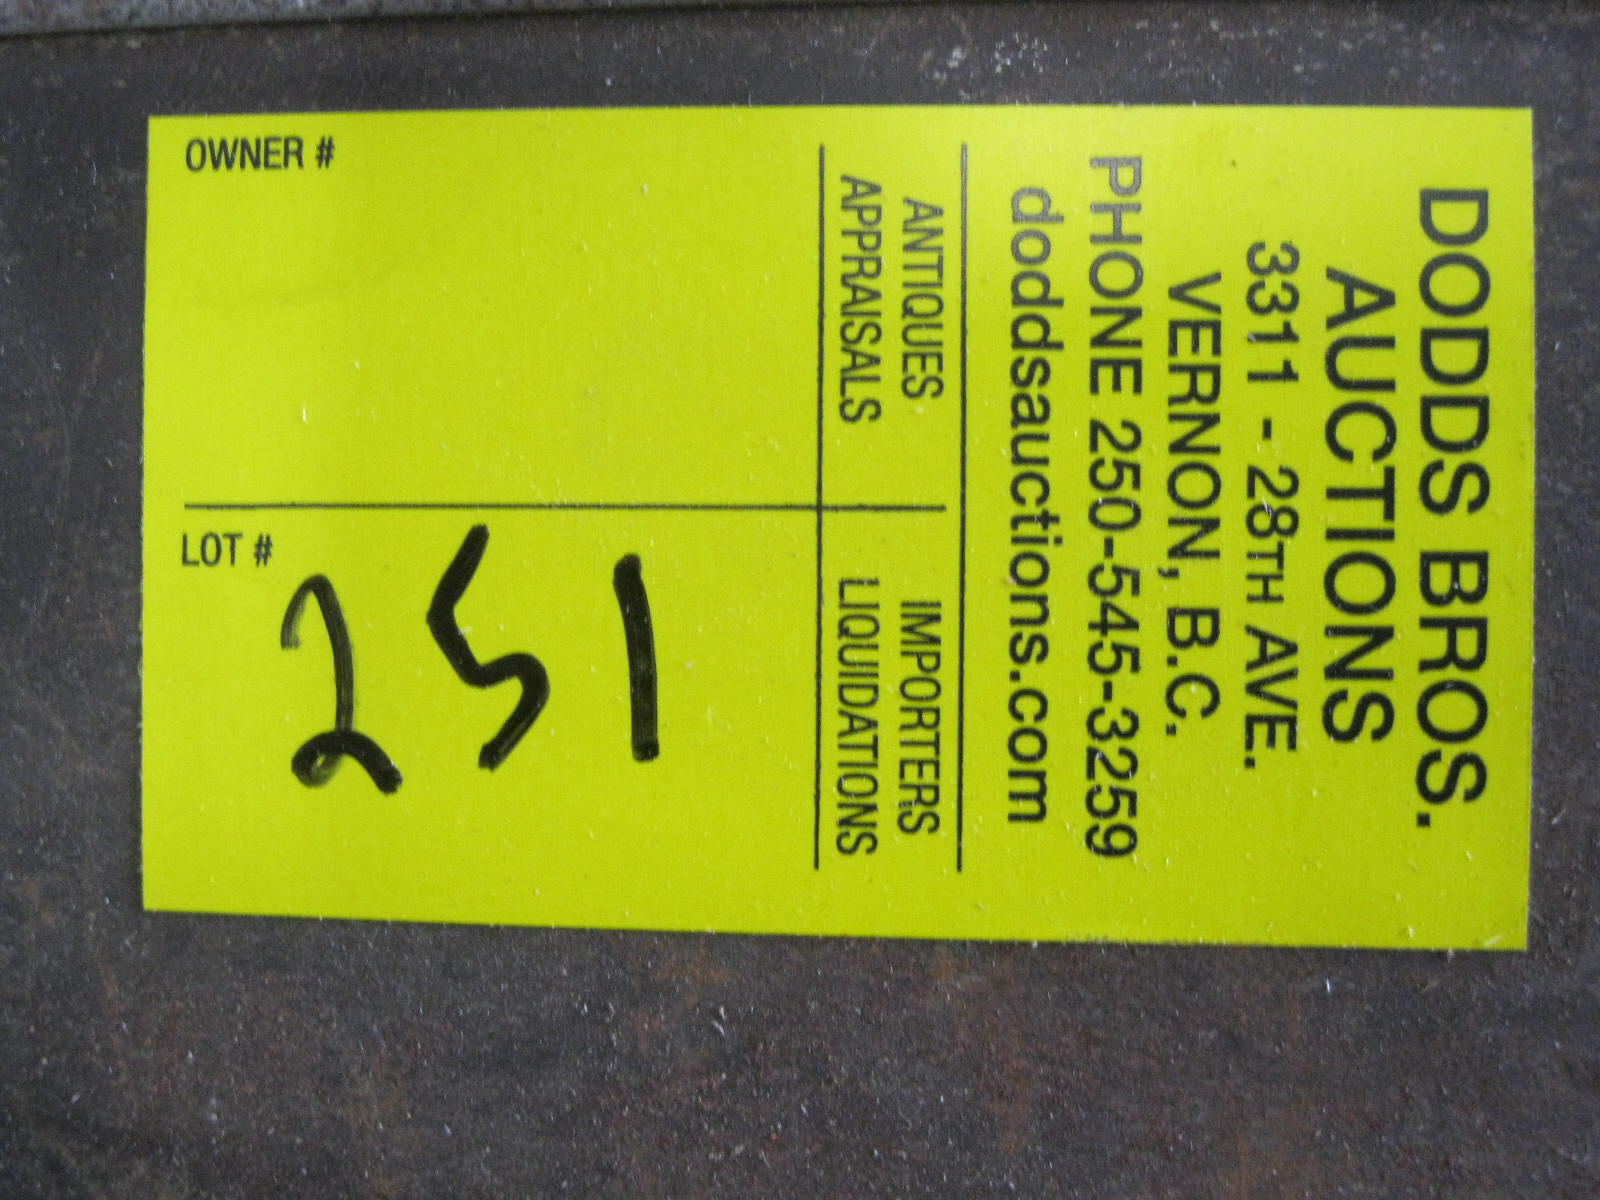 DODDS BROS.
AUCTIONS
3311 - 28TH AVE.
VERNON, B.C.
PHONE 250-545-3259
doddsauctions.com
ANTIQUES IMPORTERS
APPRAISALS LIQUIDATIONS
OWNER #
LOT #
251